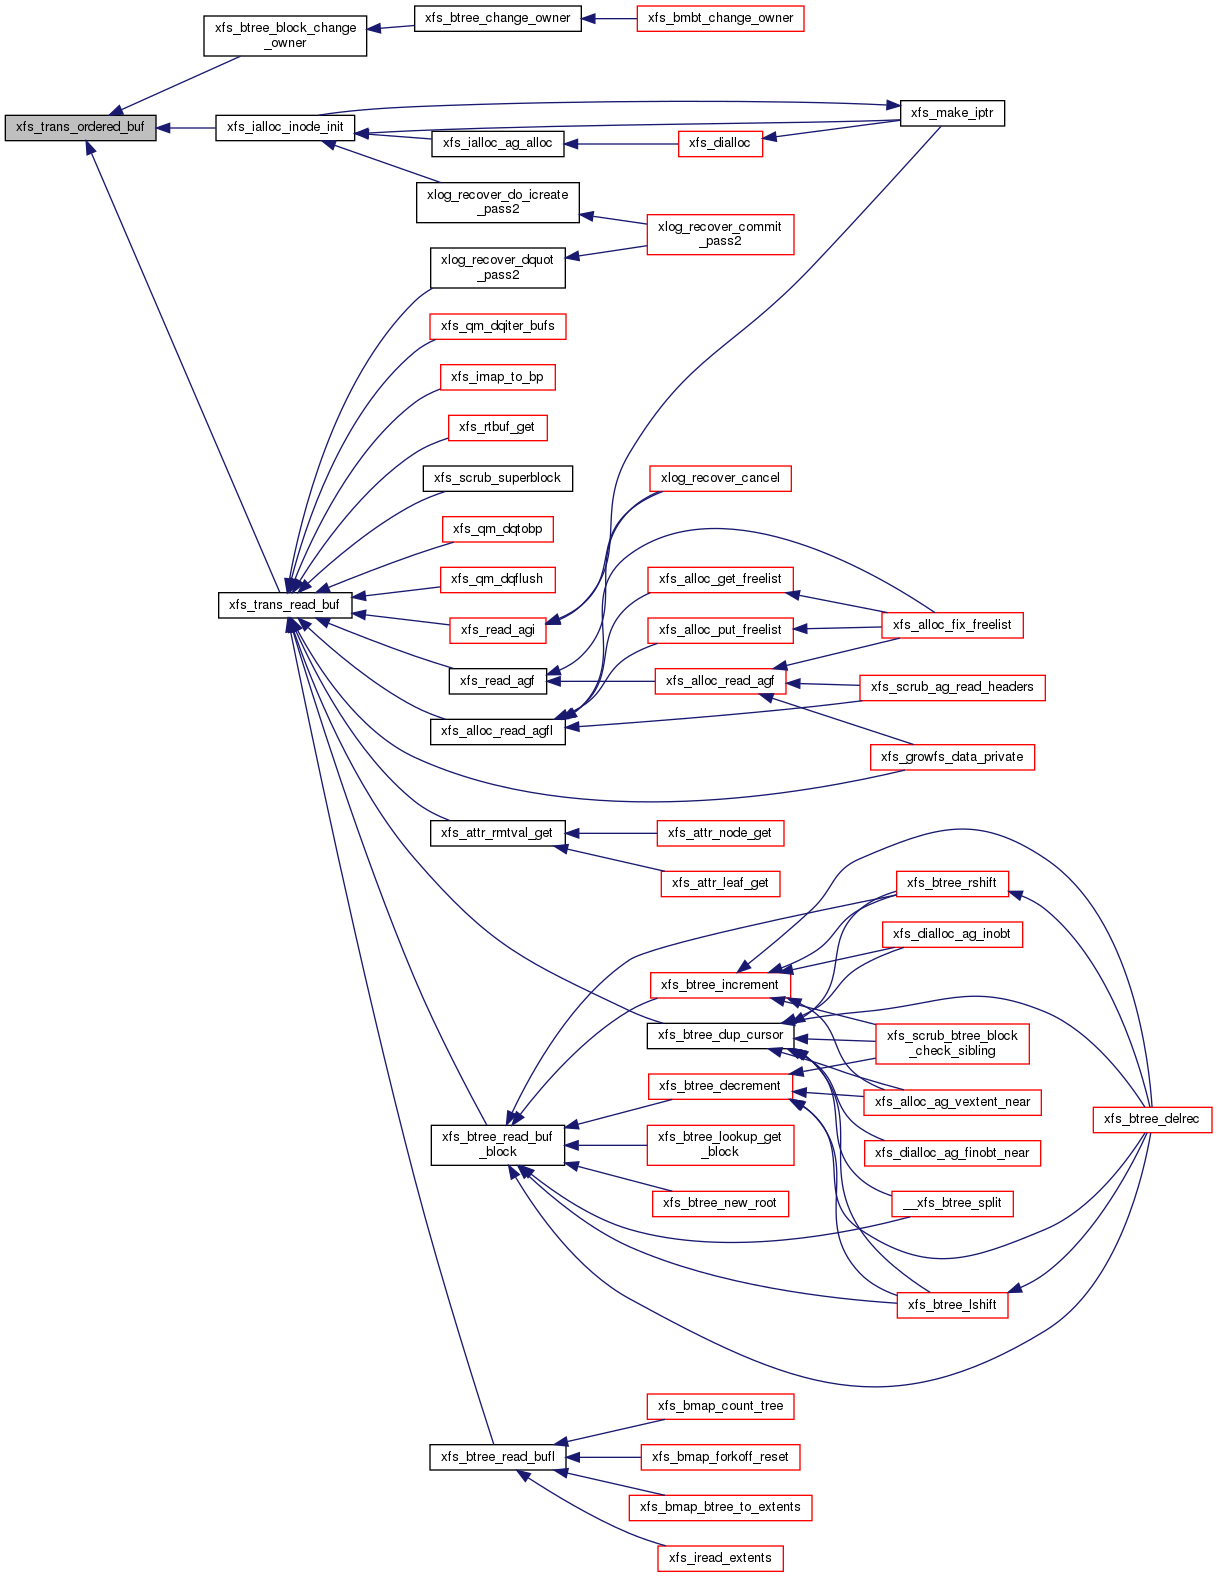 xfs_btree_change_owner
xfs_bmbt_change_owner
xfs_btree_block_change
_owner
xfs_trans_ordered_buf
xfs_ialloc_inode_init
xfs_make_iptr
xfs_ialloc_ag_alloc
xfs_dialloc
xlog_recover_do_icreate
_pass2
xlog_recover_commit
_pass2
xlog_recover_dquot
_pass2
xfs_qm_dqiter_bufs
xfs_imap_to_bp
xfs_rtbuf_get
xfs_scrub_superblock
xlog_recover_cancel
xfs_qm_dqtobp
xfs_qm_dqflush
xfs_alloc_get_freelist
xfs_trans_read_buf
xfs_read_agi
xfs_alloc_put_freelist
xfs_alloc_fix_freelist
xfs_read_agf
xfs_alloc_read_agf
xfs_scrub_ag_read_headers
xfs_alloc_read_agfl
xfs_growfs_data_private
xfs_attr_rmtval_get
xfs_attr_node_get
xfs_attr_leaf_get
xfs_btree_rshift
xfs_dialloc_ag_inobt
xfs_btree_increment
xfs_btree_dup_cursor
xfs_scrub_btree_block
_check_sibling
xfs_btree_decrement
xfs_alloc_ag_vextent_near
xfs_btree_delrec
xfs_btree_read_buf
_block
xfs_btree_lookup_get
_block
xfs_dialloc_ag_finobt_near
xfs_btree_new_root
__xfs_btree_split
xfs_btree_lshift
xfs_bmap_count_tree
xfs_btree_read_bufl
xfs_bmap_forkoff_reset
xfs_bmap_btree_to_extents
xfs_iread_extents